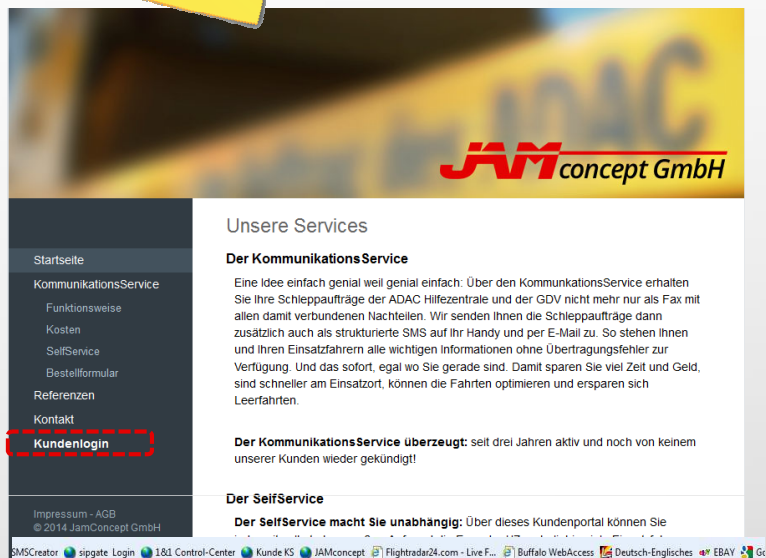 ADAC
JAM concept GmbH
Unsere Services
Startseite
KommunikationsService
Funktionsweise
Kosten
SelfService
Bestellformular
Referenzen
Kontakt
Kundenlogin
Impressum - AGB
© 2014 JamConcept GmbH
Der KommunikationsService
Eine Idee einfach genial weil genial einfach: Über den KommunkationsService erhalten
Sie Ihre Schleppaufträge der ADAC Hilfezentrale und der GDV nicht mehr nur als Fax mit
allen damit verbundenen Nachteilen. Wir senden Ihnen die Schleppaufträge dann
zusätzlich auch als strukturierte SMS auf Ihr Handy und per E-Mail zu. So stehen Ihnen
und Ihren Einsatzfahrern alle wichtigen Informationen ohne Übertragungsfehler zur
Verfügung. Und das sofort, egal wo Sie gerade sind. Damit sparen Sie viel Zeit und Geld,
sind schneller am Einsatzort, können die Fahrten optimieren und ersparen sich
Leerfahrten.
Der KommunikationsService überzeugt: seit drei Jahren aktiv und noch von keinem
unserer Kunden wieder gekündigt!
Der SelfService
Der SelfService macht Sie unabhängig: Über dieses Kundenportal können Sie
SMSCreator sipgate Login 1&1 Control-Center Kunde KS JAMconcept Flightradar24.com - Live F... Buffalo WebAccess Deutsch-Englisches EBAY